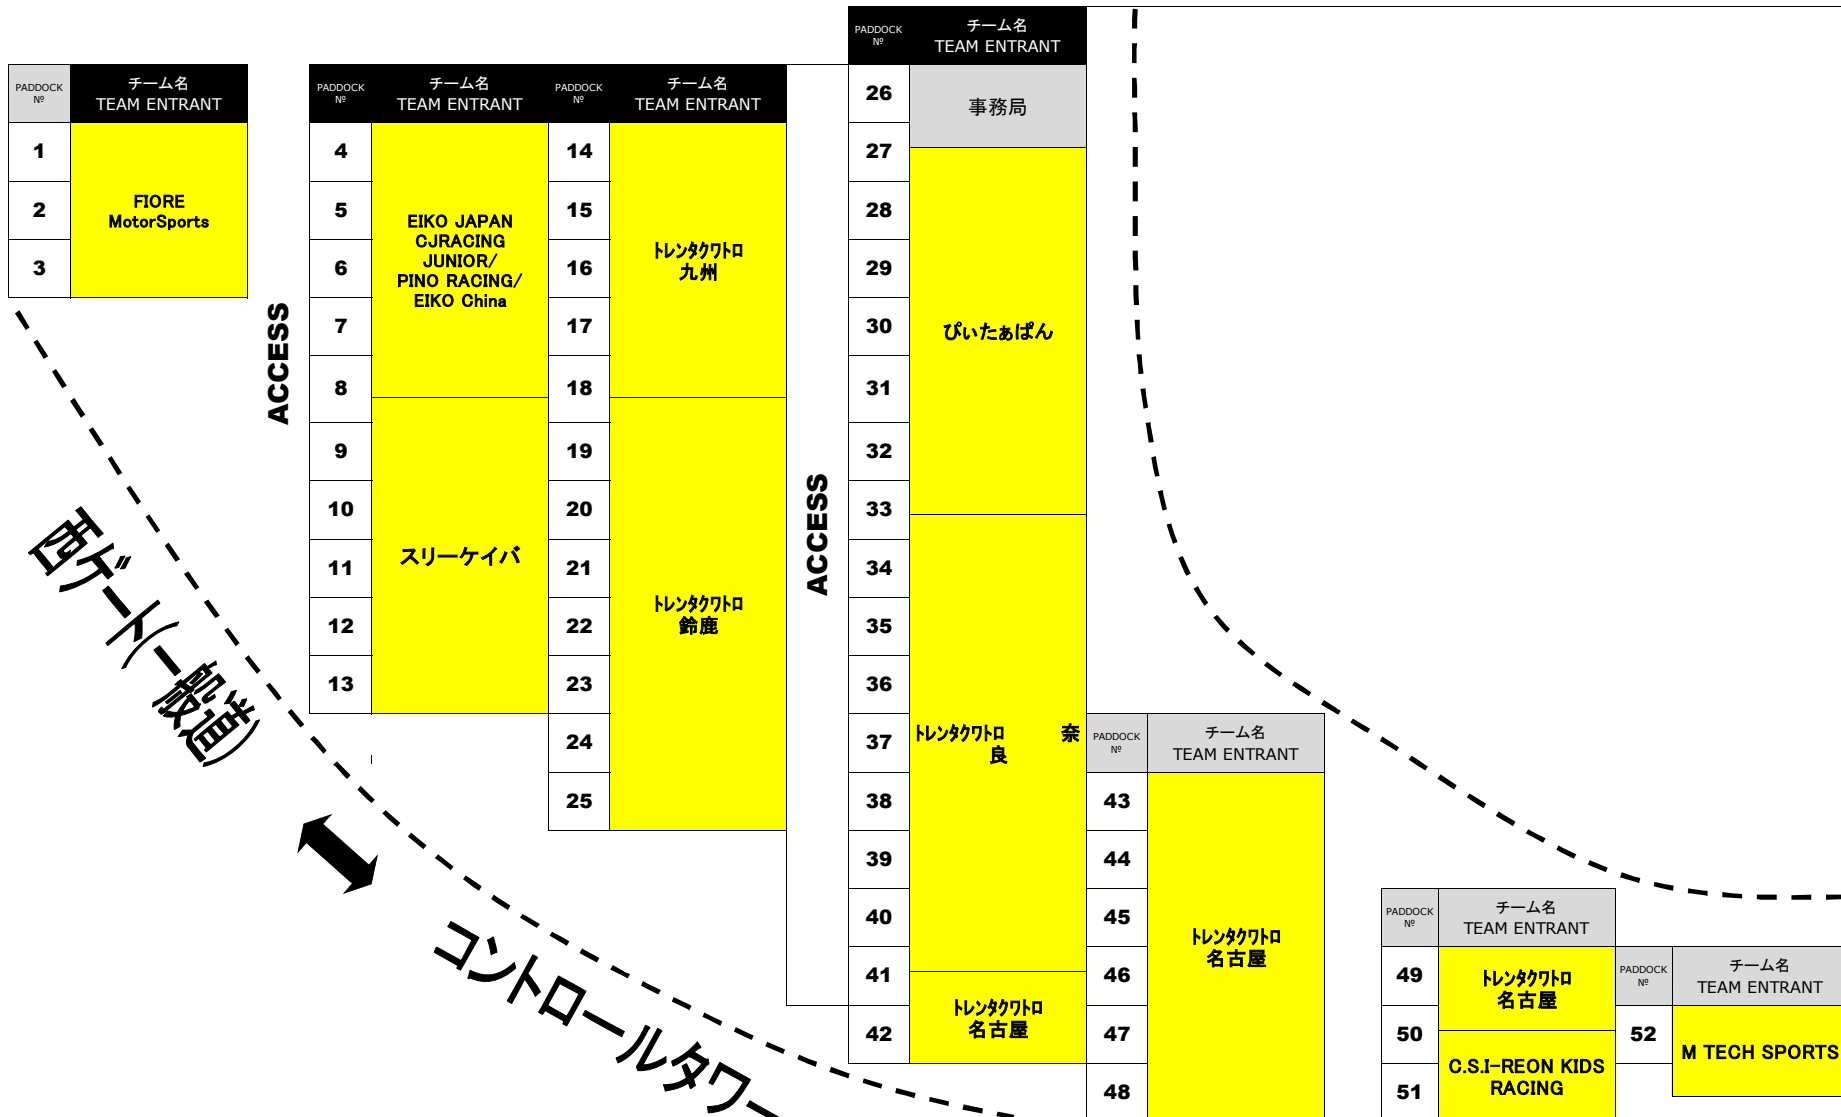 PADDOCK
Nº
チーム名
TEAM ENTRANT
1
2
3
FIORE
MotorSports
ACCESS
PADDOCK
Nº
チーム名
TEAM ENTRANT
4
5
6
7
8
9
10
11
12
13
EIKO JAPAN
CJRACING
JUNIOR/
PINO RACING/
EIKO China
スリーケイバ
PADDOCK
Nº
チーム名
TEAM ENTRANT
14
15
16
17
18
19
20
21
22
23
24
25
トレンタクワトロ
九州
トレンタクワトロ
鈴鹿
ACCESS
PADDOCK
Nº
チーム名
TEAM ENTRANT
26
27
28
29
30
31
32
33
34
35
36
37
38
39
40
41
42
事務局
ぴぃたぁぱん
トレンタクワトロ 奈
良
トレンタクワトロ
名古屋
PADDOCK
Nº
チーム名
TEAM ENTRANT
43
44
45
46
47
48
トレンタクワトロ
名古屋
PADDOCK
Nº
チーム名
TEAM ENTRANT
49
50
51
トレンタクワトロ
名古屋
C.S.I-REON KIDS
RACING
PADDOCK
Nº
チーム名
TEAM ENTRANT
52
M TECH SPORTS
西ゲート(一般道)
コントロールタワー